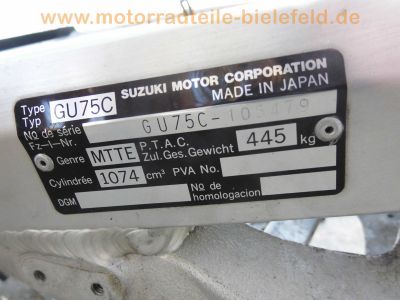 www.motorradteile-bielefeld.de
SUZUKI MOTOR CORPORATION
MADE IN JAPAN
Type
Typ
GU75C
No de série
Fz-I-Nr.
GU75C-103479
Genre MTTE P.T.A.C. Zul.Ges.Gewicht 445 kg
Cylindrée 1074 cm³ PVA No.
DGM
No de homologacion